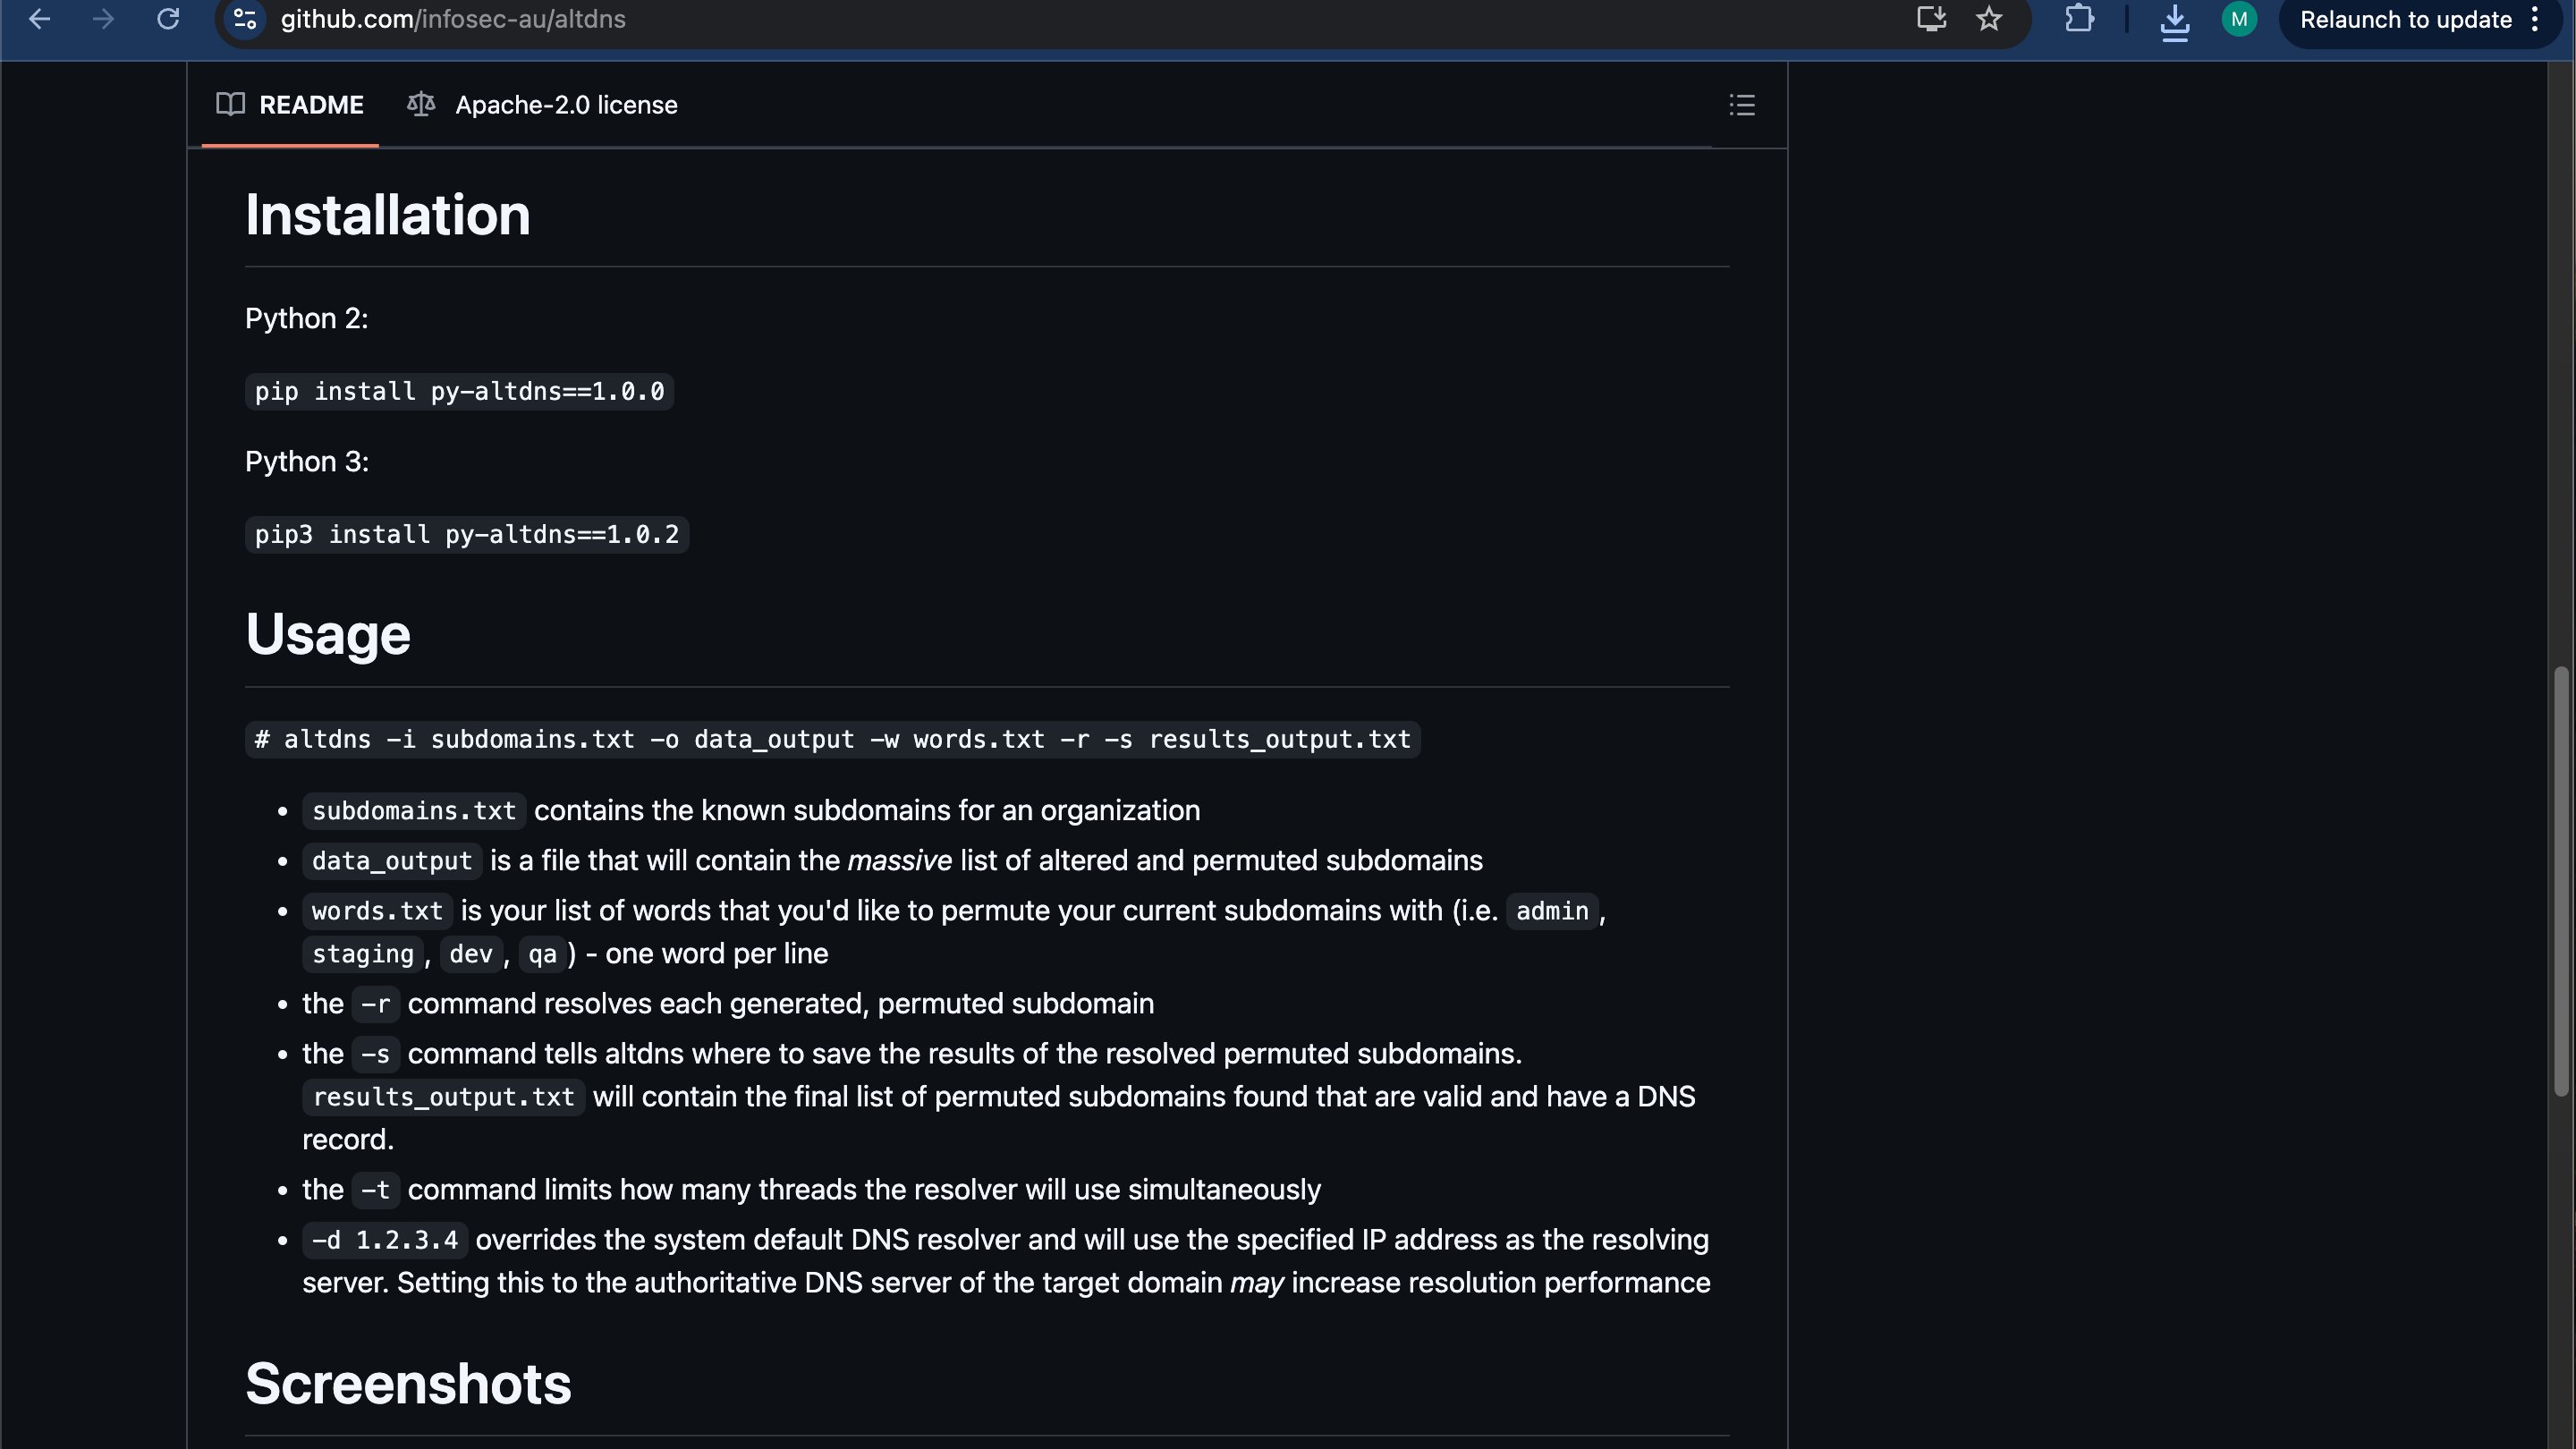 github.com/infosec-au/altdns
M
Relaunch to update
README
Apache-2.0 license
Installation
Python 2:
pip install py-altdns==1.0.0
Python 3:
pip3 install py-altdns==1.0.2
Usage
# altdns -i subdomains.txt -o data_output -w words.txt -r -s results_output.txt
• subdomains.txt contains the known subdomains for an organization
• data_output is a file that will contain the massive list of altered and permuted subdomains
• words.txt is your list of words that you'd like to permute your current subdomains with (i.e. admin,
staging, dev, qa) - one word per line
• the -r command resolves each generated, permuted subdomain
• the -s command tells altdns where to save the results of the resolved permuted subdomains.
results_output.txt will contain the final list of permuted subdomains found that are valid and have a DNS
record.
• the -t command limits how many threads the resolver will use simultaneously
• -d 1.2.3.4 overrides the system default DNS resolver and will use the specified IP address as the resolving
server. Setting this to the authoritative DNS server of the target domain may increase resolution performance
Screenshots